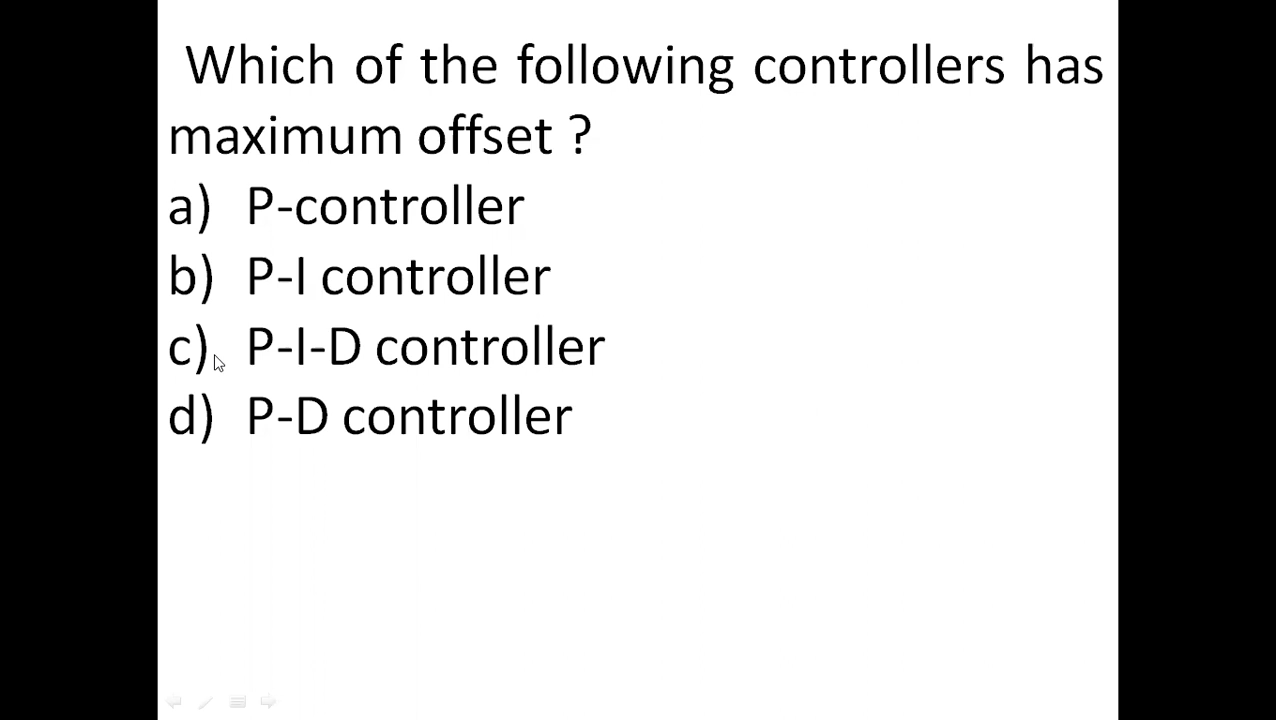 Which of the following controllers has
maximum offset ?
a) P-controller
b) P-I controller
c) P-I-D controller
d) P-D controller